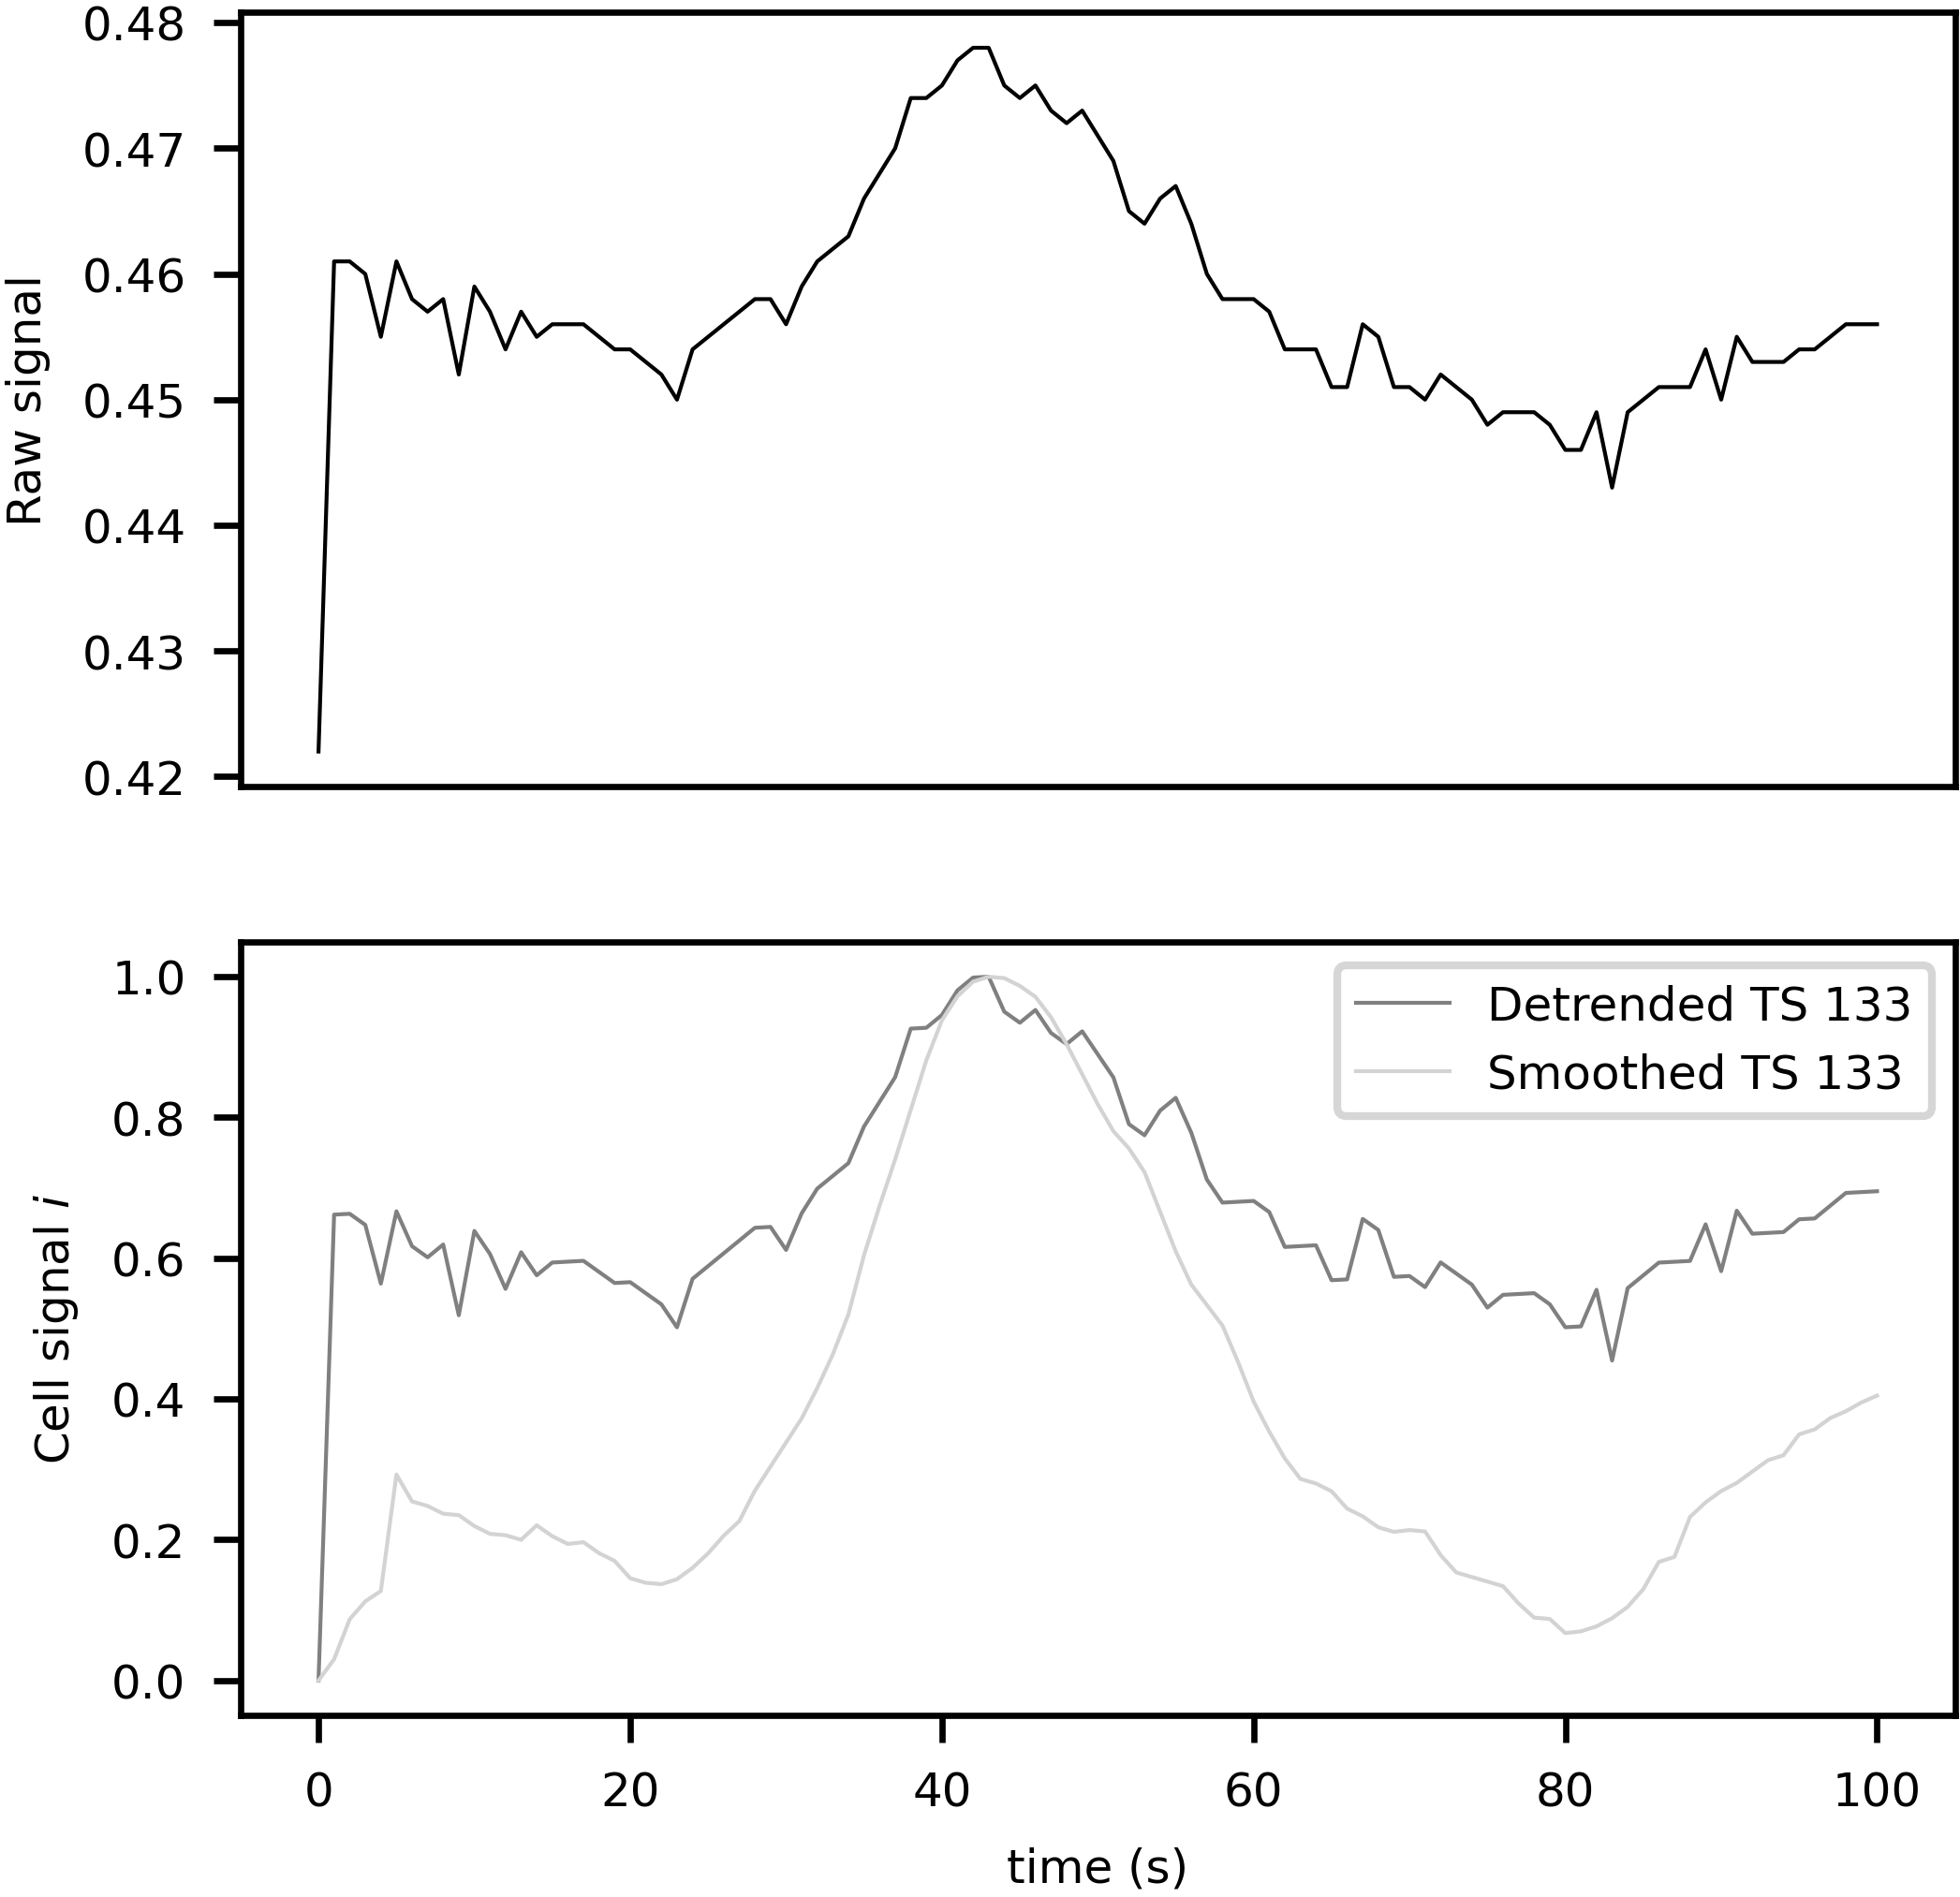 0.48
0.47
0.46
0.45
0.44
0.43
0.42
Raw signal
1.0
0.8
0.6
0.4
0.2
0.0
Cell signal i
Detrended TS 133
Smoothed TS 133
0 20 40 60 80 100
time (s)